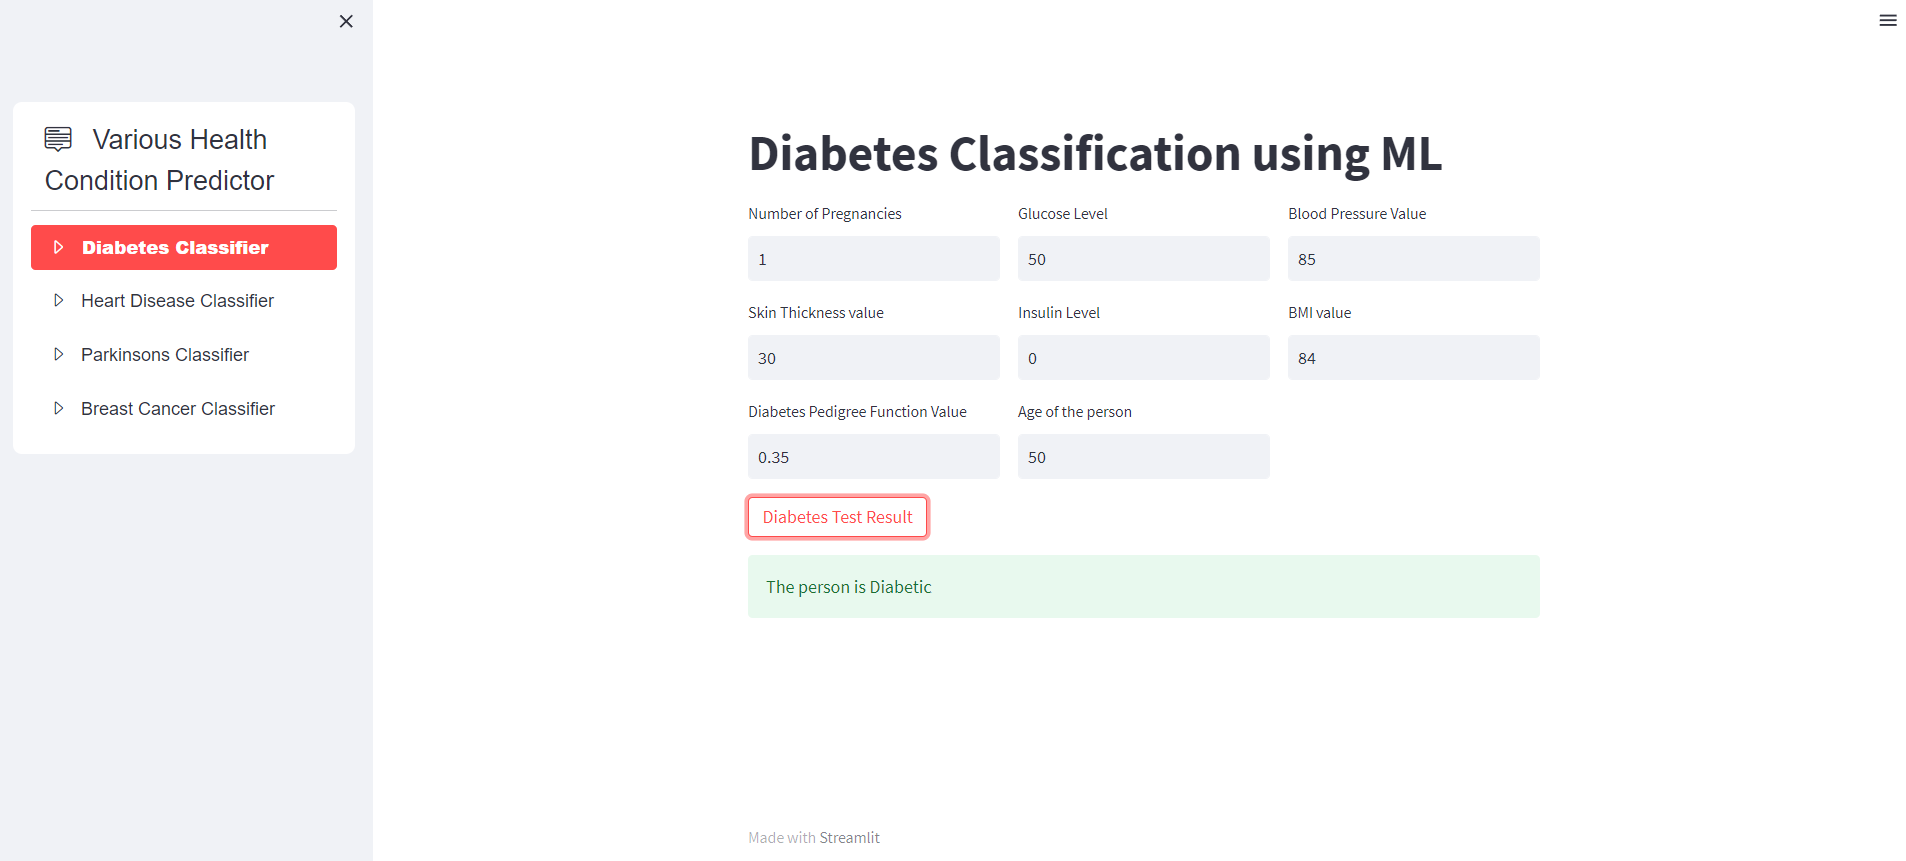 Various Health
Condition Predictor
Diabetes Classifier
Heart Disease Classifier
Parkinsons Classifier
Breast Cancer Classifier
Diabetes Classification using ML
Number of Pregnancies
Glucose Level
Blood Pressure Value
1
50
85
Skin Thickness value
Insulin Level
BMI value
30
0
84
Diabetes Pedigree Function Value
Age of the person
0.35
50
Diabetes Test Result
The person is Diabetic
Made with Streamlit